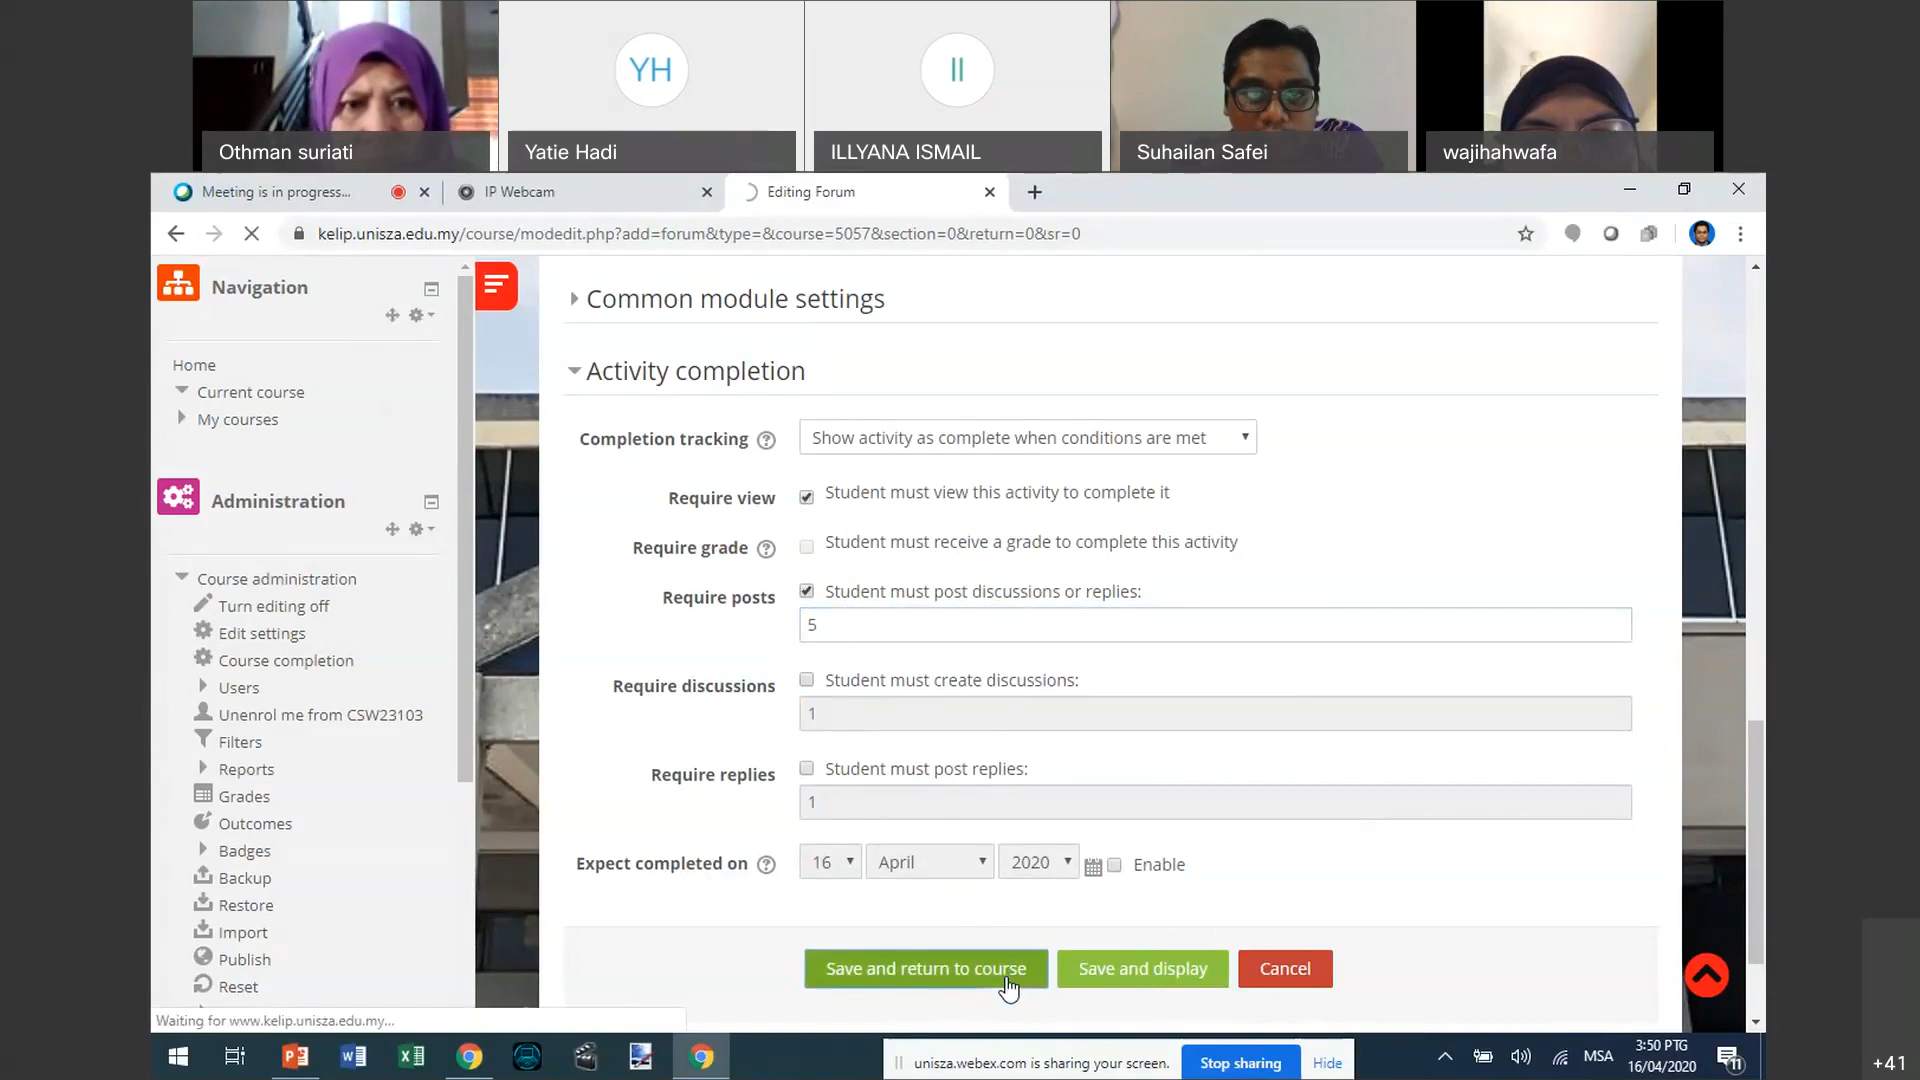 YH
II
Othman suriati
Yatie Hadi
ILLYANA ISMAIL
Suhailan Safei
wajihahwafa
Meeting is in progress...
IP Webcam
Editing Forum
kelip.unisza.edu.my/course/modedit.php?add=forum&type=&course=5057&section=0&return=0&sr=0
Navigation
Home
Current course
My courses
Administration
Course administration
Turn editing off
Edit settings
Course completion
Users
Unenrol me from CSW23103
Filters
Reports
Grades
Outcomes
Badges
Backup
Restore
Import
Publish
Reset
Common module settings
Activity completion
Completion tracking
Show activity as complete when conditions are met
Require view
Student must view this activity to complete it
Require grade
Student must receive a grade to complete this activity
Require posts
Student must post discussions or replies:
5
Require discussions
Student must create discussions:
1
Require replies
Student must post replies:
1
Expect completed on
16 April 2020 Enable
Save and return to course
Save and display
Cancel
Waiting for www.kelip.unisza.edu.my...
unisza.webex.com is sharing your screen.
Stop sharing
Hide
MSA
3:50 PTG
16/04/2020
11
+41